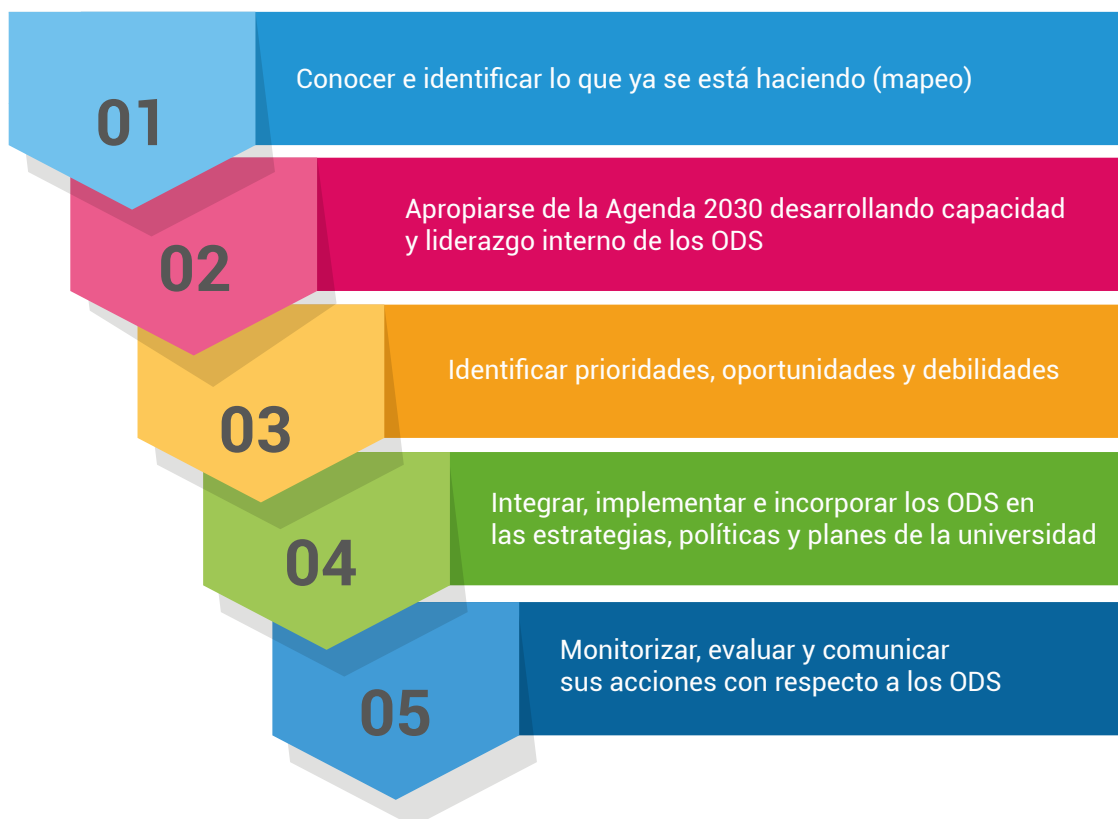 01
Conocer e identificar lo que ya se está haciendo (mapeo)
02
Apropiarse de la Agenda 2030 desarrollando capacidad
y liderazgo interno de los ODS
03
Identificar prioridades, oportunidades y debilidades
04
Integrar, implementar e incorporar los ODS en
las estrategias, políticas y planes de la universidad
05
Monitorizar, evaluar y comunicar
sus acciones con respecto a los ODS